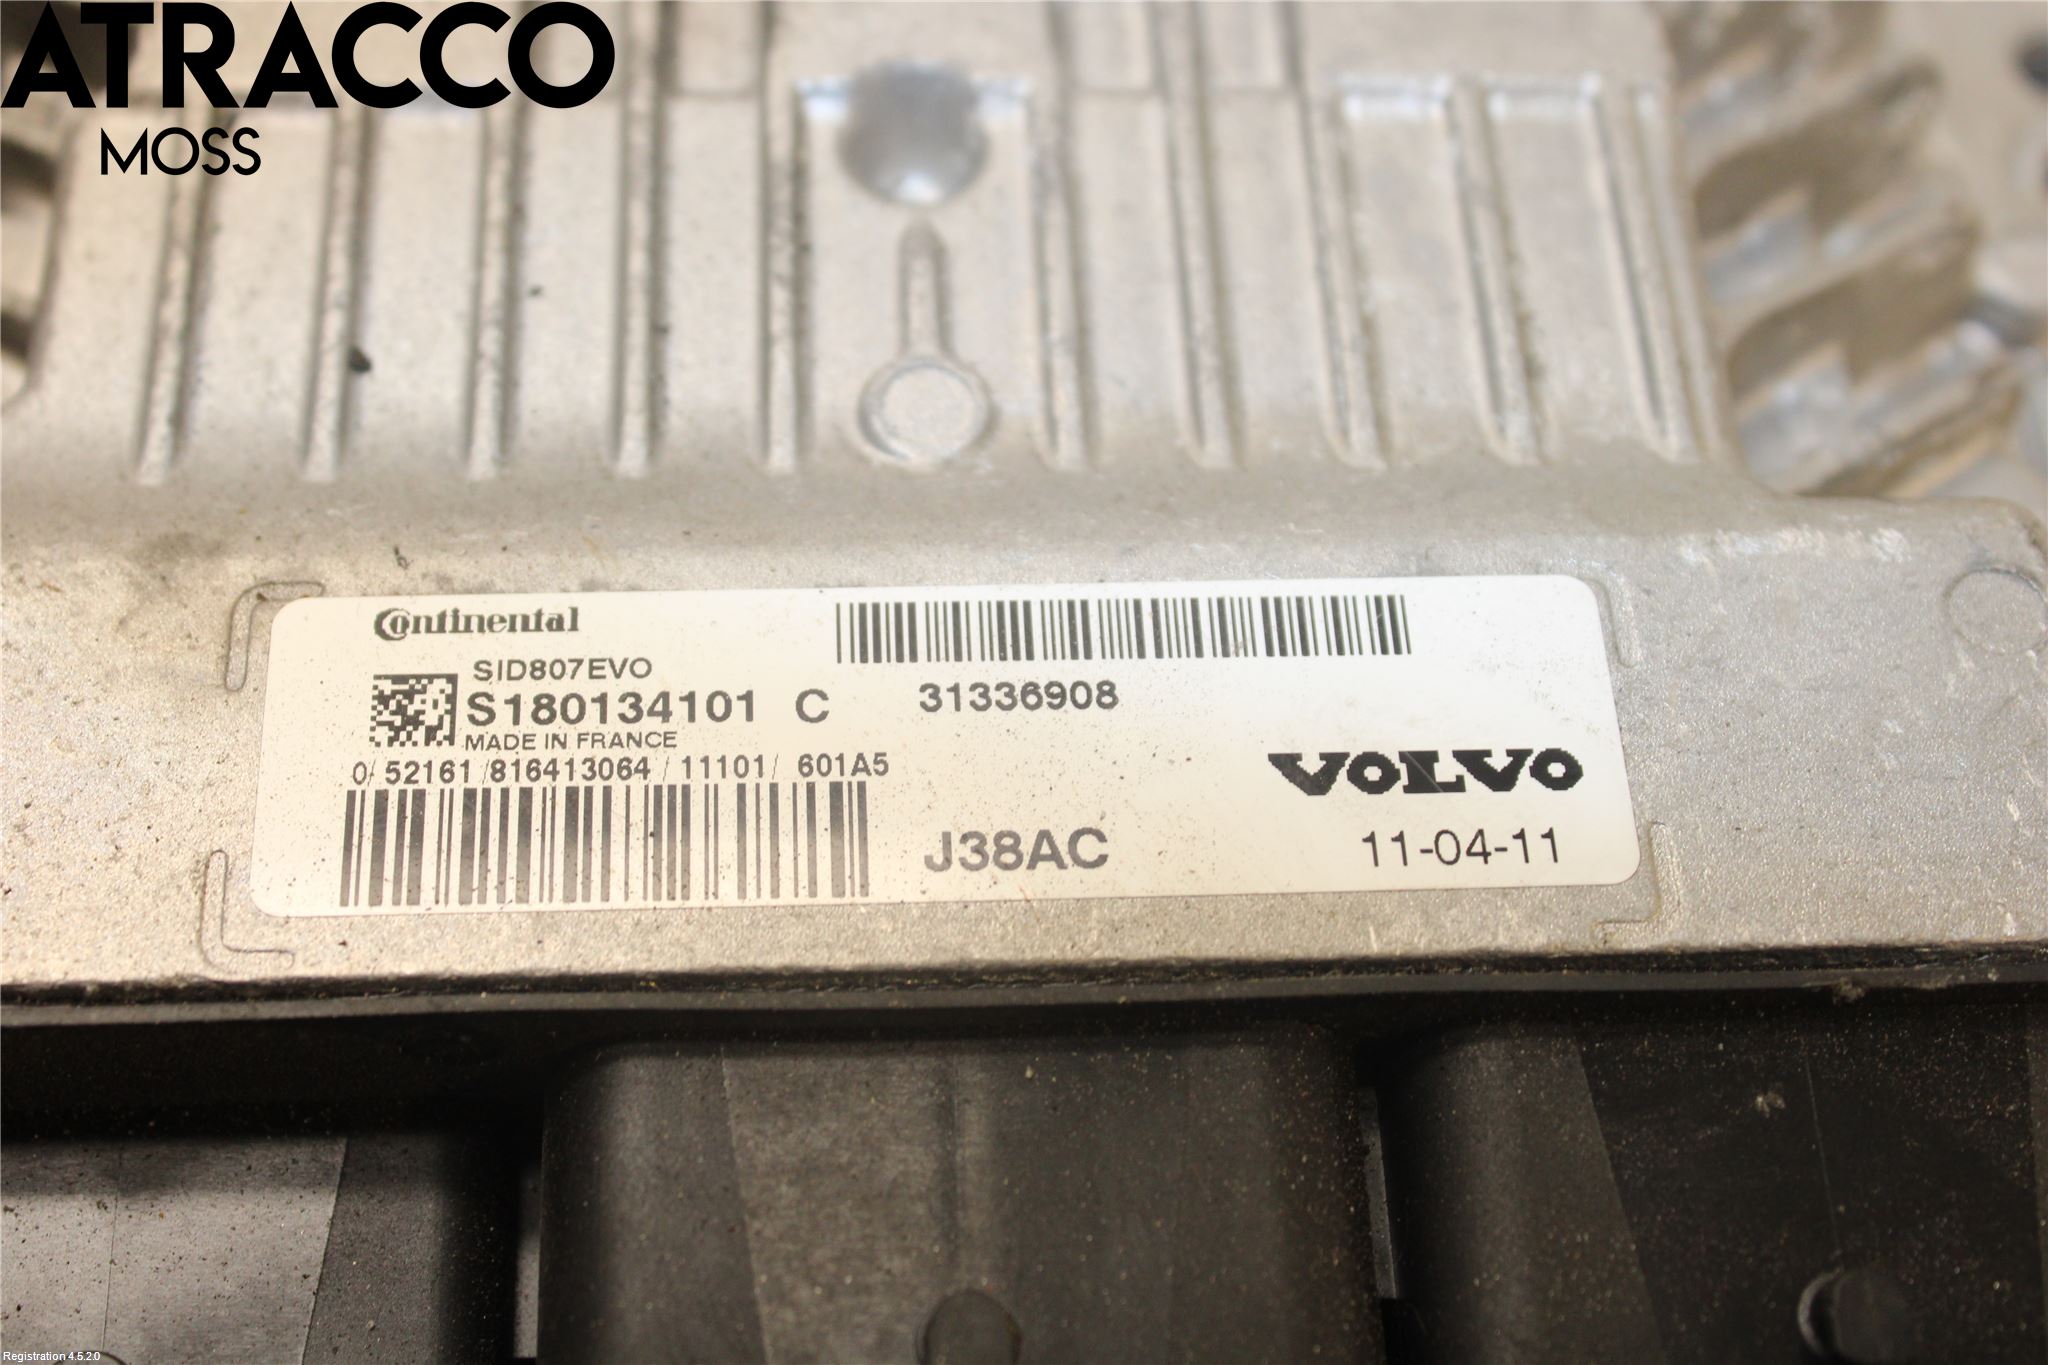 ATRACCO
MOSS
Continental
SID807EVO
S180134101 C
31336908
MADE IN FRANCE
0/ 52161 /816413064 / 11101/ 601A5
VOLVO
J38AC
11-04-11
Registration 4.5.2.0